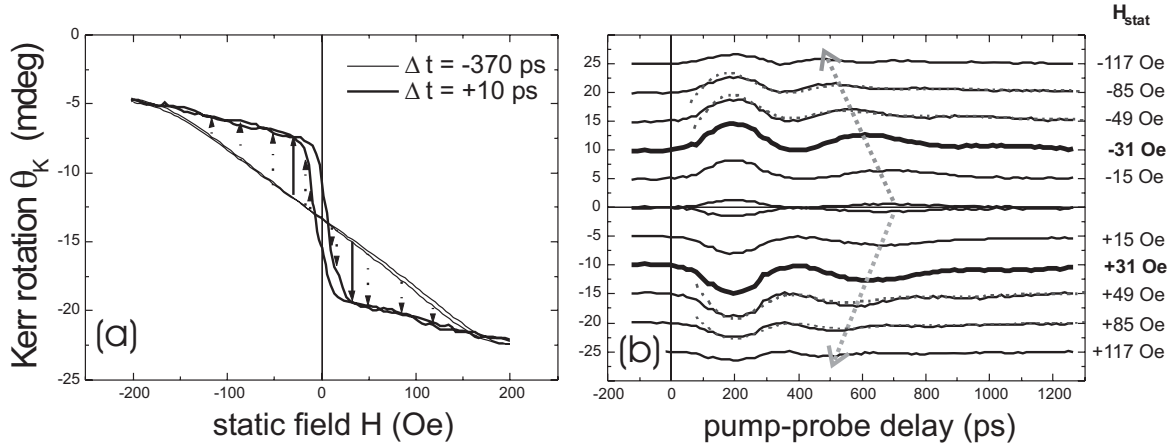 Kerr rotation θK (mdeg)
0
-5
-10
-15
-20
-25
-200
-100
0
100
200
static field H (Oe)
Δ t = -370 ps
Δ t = +10 ps
(a)
25
20
15
10
5
0
-5
-10
-15
-20
-25
-200
0
200
400
600
800
1000
1200
pump-probe delay (ps)
(b)
Hstat
-117 Oe
-85 Oe
-49 Oe
-31 Oe
-15 Oe
+15 Oe
+31 Oe
+49 Oe
+85 Oe
+117 Oe